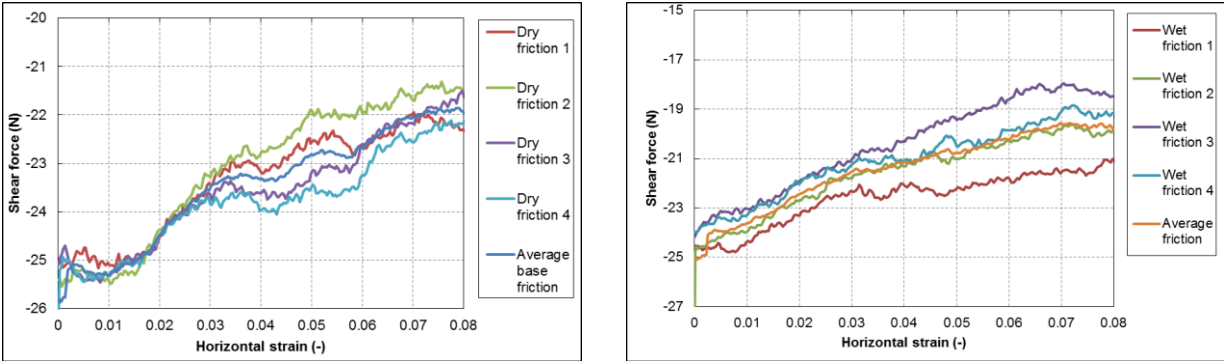 -20
-21
-22
-23
-24
-25
-26
Shear force (N)
0
0.01
0.02
0.03
0.04
0.05
0.06
0.07
0.08
Horizontal strain (-)
Dry
friction 1
Dry
friction 2
Dry
friction 3
Dry
friction 4
Average
base
friction
-15
-17
-19
-21
-23
-25
-27
Shear force (N)
0
0.01
0.02
0.03
0.04
0.05
0.06
0.07
0.08
Horizontal strain (-)
Wet
friction 1
Wet
friction 2
Wet
friction 3
Wet
friction 4
Average
friction